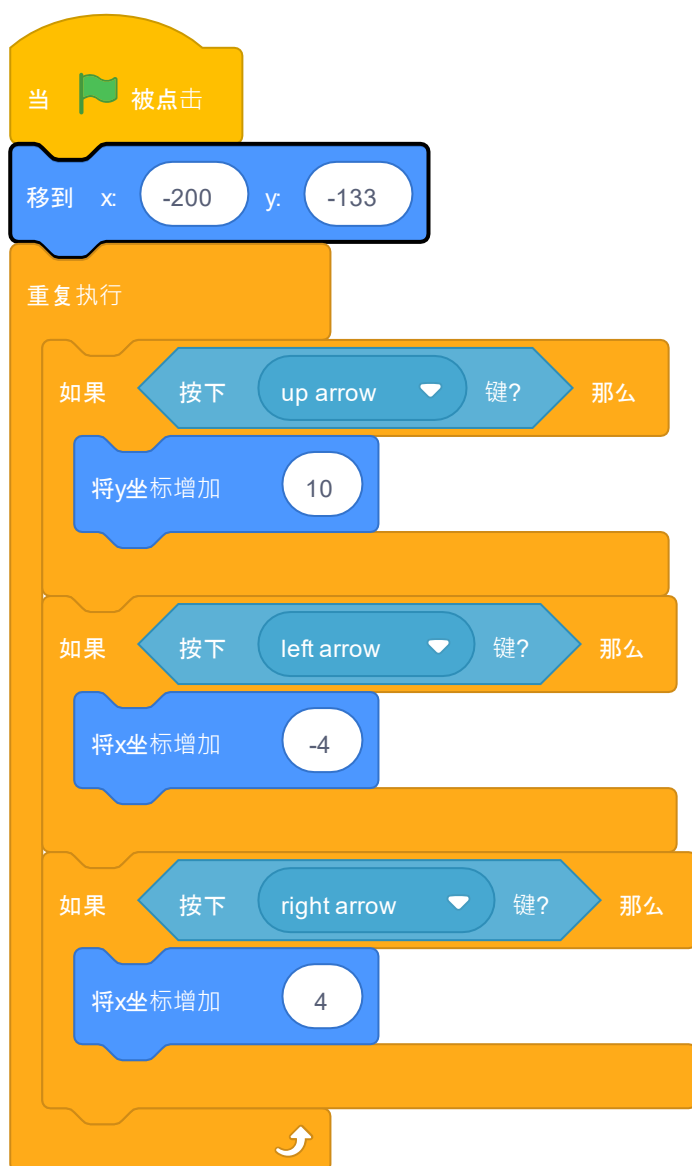 当 被点击
移到 x: -200 y: -133
重复执行
如果 按下 up arrow 键? 那么
将y坐标增加 10
如果 按下 left arrow 键? 那么
将x坐标增加 -4
如果 按下 right arrow 键? 那么
将x坐标增加 4